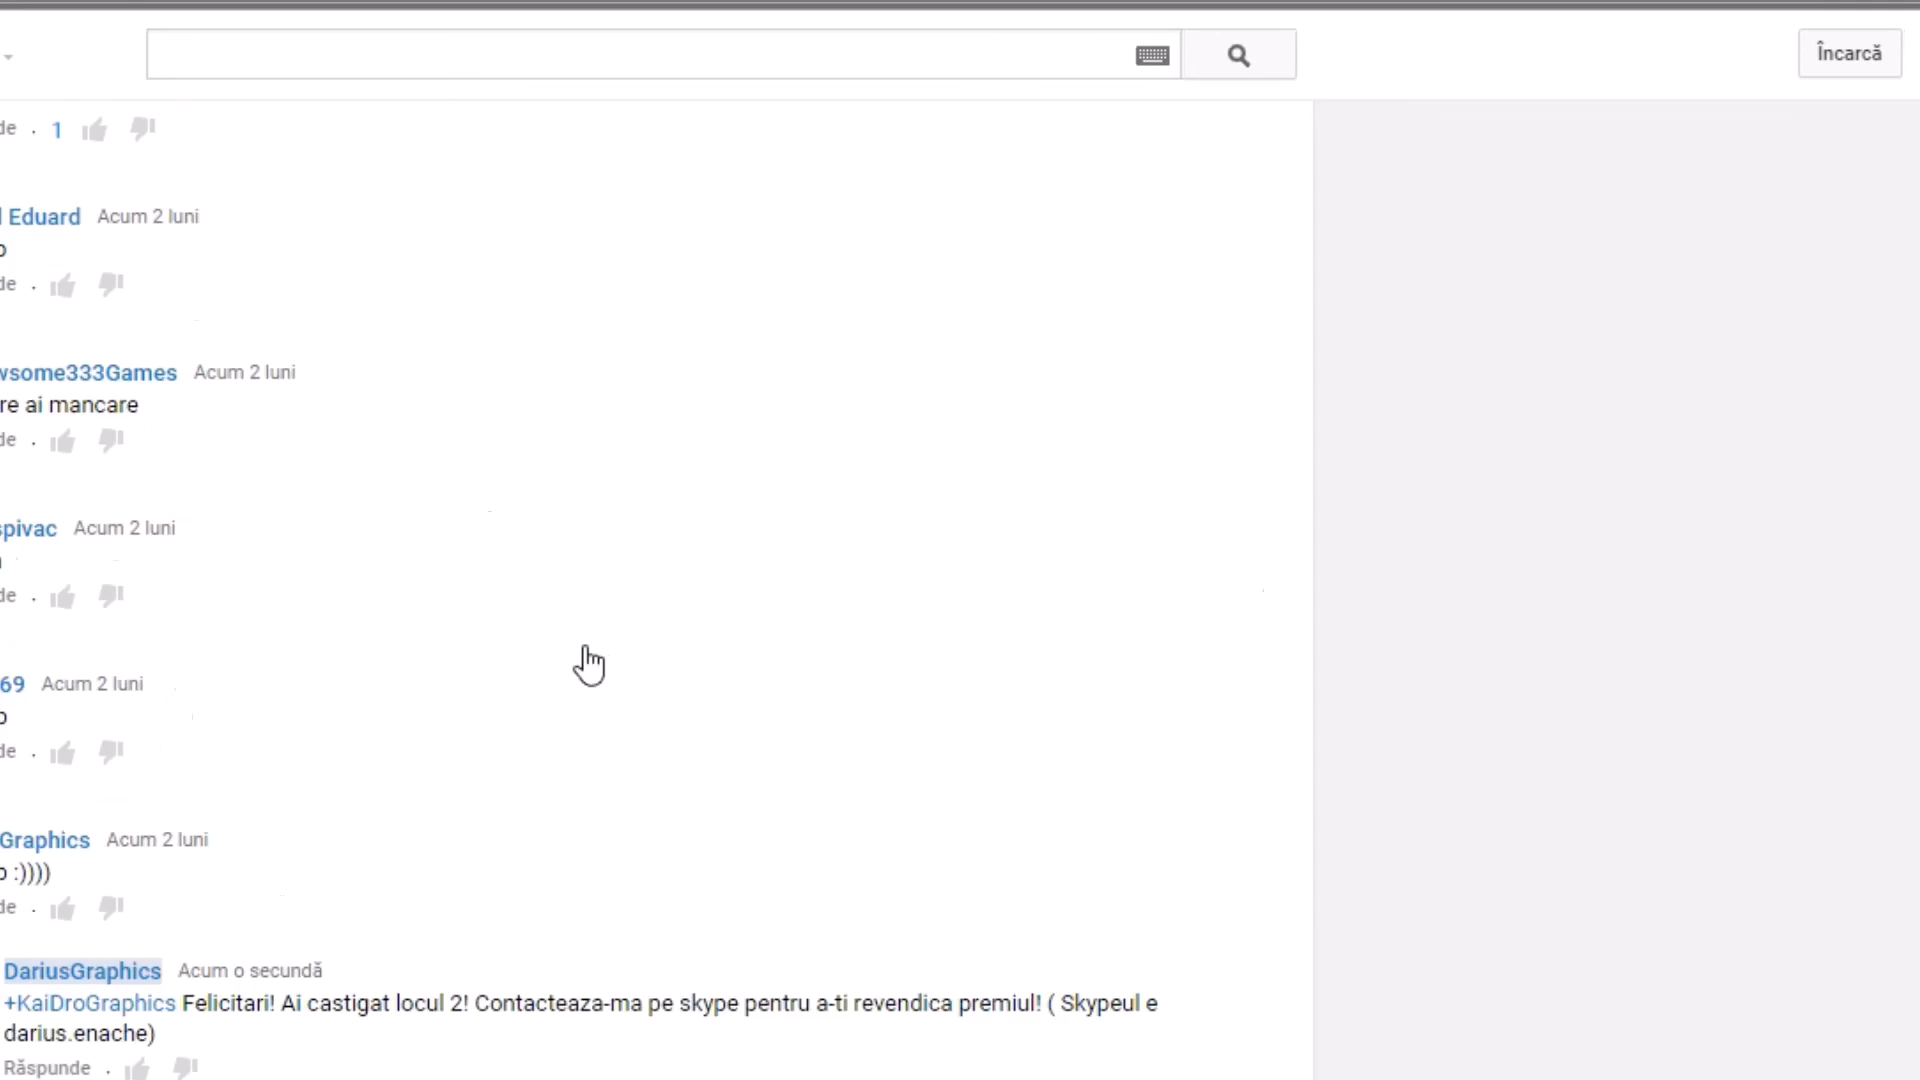 Încarcă
de . 1
Eduard Acum 2 luni
de .
wsome333Games Acum 2 luni
re ai mancare
de .
spivac Acum 2 luni
de .
69 Acum 2 luni
de .
Graphics Acum 2 luni
:))))
de .
DariusGraphics Acum o secundă
+KaiDroGraphics Felicitari! Ai castigat locul 2! Contacteaza-ma pe skype pentru a-ti revendica premiul! ( Skypeul e
darius.enache)
Răspunde .